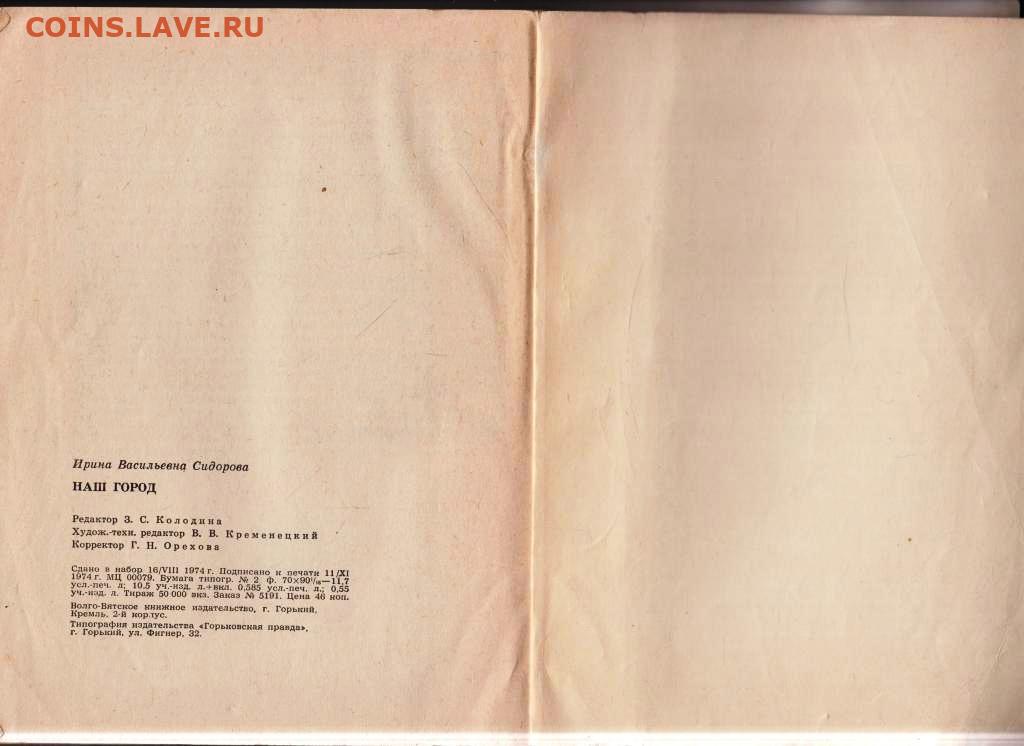 COINS.LAVE.RU
Ирина Васильевна Сидорова
НАШ ГОРОД
Редактор З. С. Колодина
Худож.-техн. редактор В. В. Кременецкий
Корректор Г. Н. Орехова
Сдано в набор 16/VIII 1974 г. Подписано к печати 11/XI
1974 г. МЦ 00079. Бумага типогр. № 2 ф. 70×90¹/₁₆—11,7
усл.-печ. л; 10,5 уч.-изд. л.+вкл. 0,585 усл.-печ. л.; 0,55
уч.-изд. л. Тираж 50 000 экз. Заказ № 5191. Цена 46 коп.
Волго-Вятское книжное издательство, г. Горький,
Кремль, 2-й корпус.
Типография издательства «Горьковская правда»,
г. Горький, ул. Фигнер, 32.